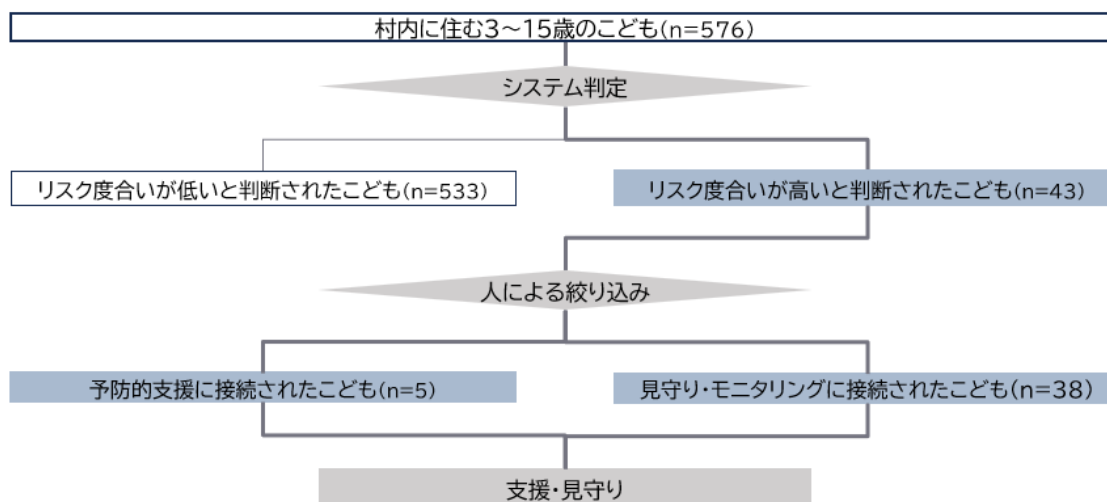 村内に住む3～15歳のこども(n=576)
システム判定
リスク度合いが低いと判断されたこども(n=533)
リスク度合いが高いと判断されたこども(n=43)
人による絞り込み
予防的支援に接続されたこども(n=5)
見守り・モニタリングに接続されたこども(n=38)
支援・見守り